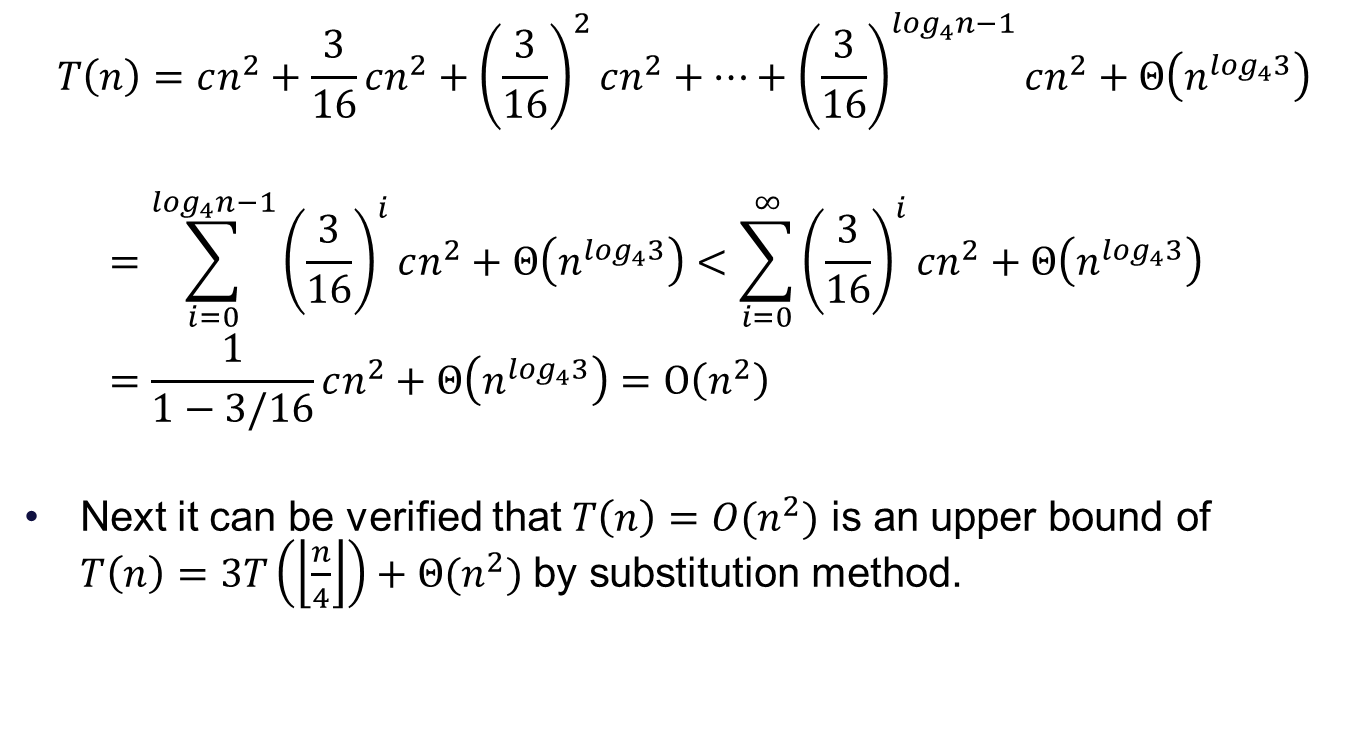 T(n) = cn² + 3/16 cn² + (3/16)² cn² + ⋯ + (3/16)^(log₄n−1) cn² + Θ(n^(log₄3))
= ∑_{i=0}^{log₄n−1} (3/16)^i cn² + Θ(n^(log₄3)) < ∑_{i=0}^{∞} (3/16)^i cn² + Θ(n^(log₄3))
= 1/(1 − 3/16) cn² + Θ(n^(log₄3)) = O(n²)
• Next it can be verified that T(n) = O(n²) is an upper bound of
T(n) = 3T(⌊n/4⌋) + Θ(n²) by substitution method.